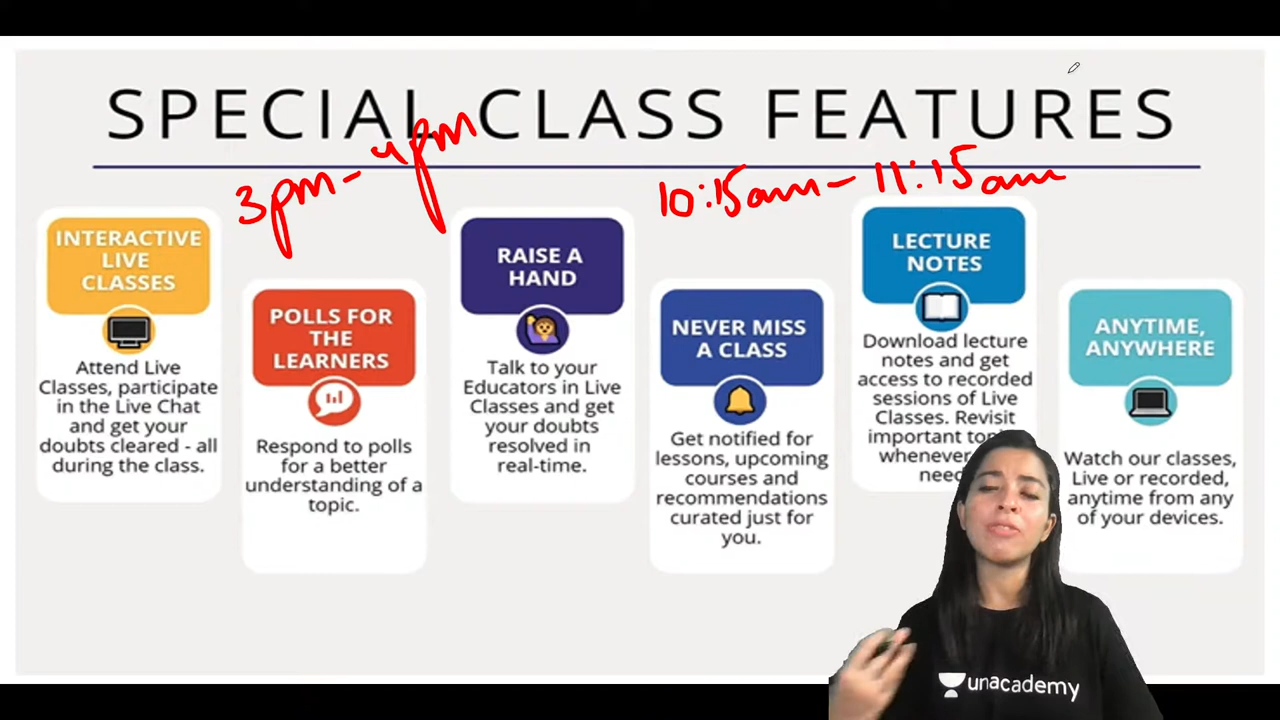 SPECIAL CLASS FEATURES
3pm - 4pm
10:15am - 11:15am
INTERACTIVE
LIVE
CLASSES
Attend Live
Classes, participate
in the Live Chat
and get your
doubts cleared - all
during the class.
POLLS FOR
THE
LEARNERS
Respond to polls
for a better
understanding of a
topic.
RAISE A
HAND
Talk to your
Educators in Live
Classes and get
your doubts
resolved in
real-time.
NEVER MISS
A CLASS
Get notified for
lessons, upcoming
courses and
recommendations
curated just for
you.
LECTURE
NOTES
Download lecture
notes and get
access to recorded
sessions of Live
Classes. Revisit
important
whenever
ANYTIME,
ANYWHERE
Watch our classes,
Live or recorded,
anytime from any
of your devices.
unacademy